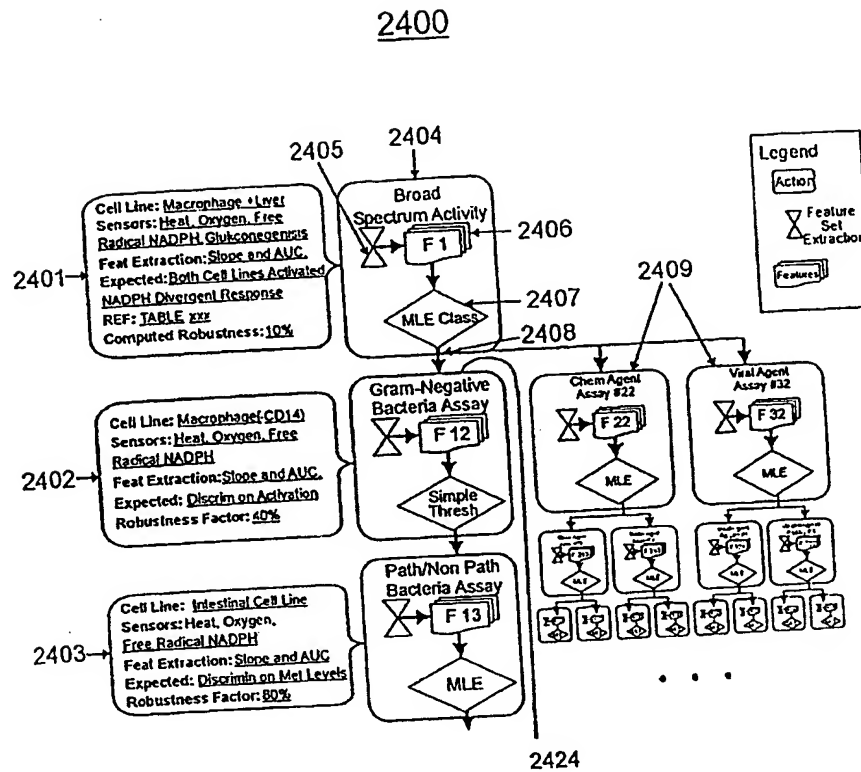 2400
2404
2405
Broad
Spectrum Activity
F 1
2406
MLE Class
2407
2408
2409
Legend
Action
Feature
Set
Extraction
Features
2401
Cell Line: Macrophage + Liver
Sensors: Heat, Oxygen, Free
Radical NADPH,
Feat Extraction: Slope and AUC,
Expected: Both Cell Lines Activated
NADPH Divergent Response
REF: TABLE xxx
Computed Robustness: 10%
Gram-Negative
Bacteria Assay
F 12
Simple
Thresh
2402
Cell Line: Macrophage(-CD14)
Sensors: Heat, Oxygen, Free
Radical NADPH
Feat Extraction: Slope and AUC,
Expected: Discrim on Activation
Robustness Factor: 40%
Chem Agent
Assay #22
F 22
MLE
Viral Agent
Assay #32
F 32
MLE
MLE
MLE
MLE
MLE
Path/Non Path
Bacteria Assay
F 13
MLE
2403
Cell Line: Intestinal Cell Line
Sensors: Heat, Oxygen,
Free Radical NADPH
Feat Extraction: Slope and AUC
Expected: Discrim on Met Levels
Robustness Factor: 80%
. . .
2424